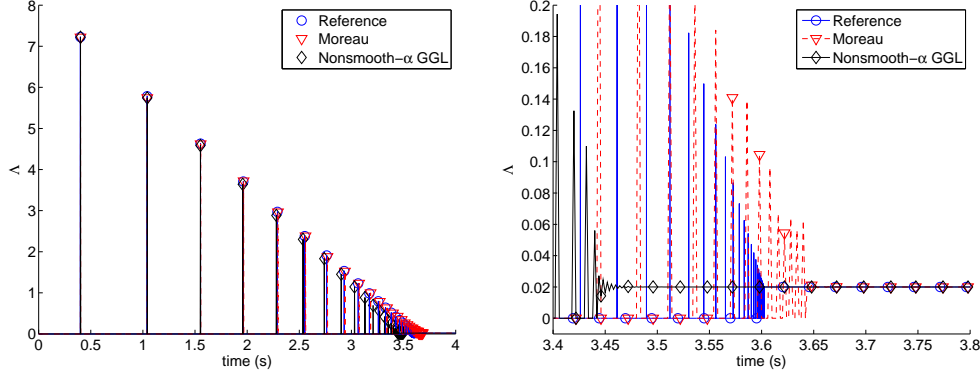 8
7
6
5
4
3
2
1
0
Λ
0 0.5 1 1.5 2 2.5 3 3.5 4
time (s)
Reference
Moreau
Nonsmooth-α GGL
0.2
0.18
0.16
0.14
0.12
0.1
0.08
0.06
0.04
0.02
0
Λ
3.4 3.45 3.5 3.55 3.6 3.65 3.7 3.75 3.8
time (s)
Reference
Moreau
Nonsmooth-α GGL